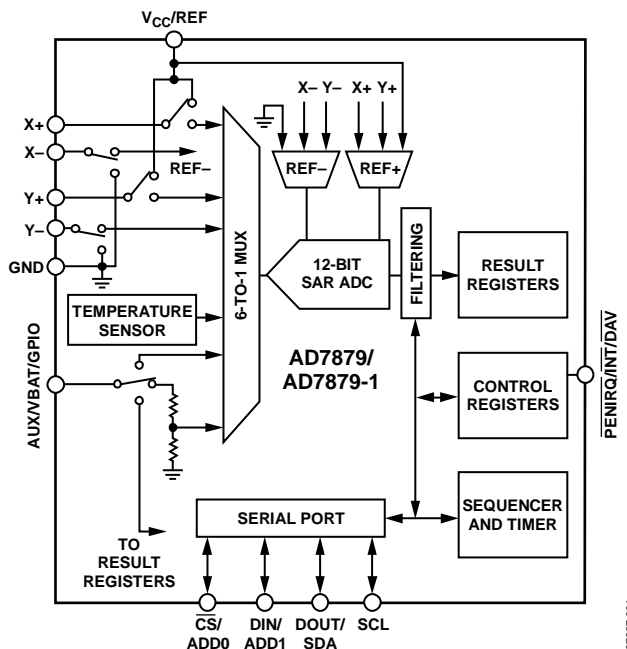 VCC/REF
X+
X–
Y+
Y–
GND
REF–
X– Y– X+ Y+
REF– REF+
6-TO-1 MUX
12-BIT
SAR ADC
FILTERING
RESULT
REGISTERS
TEMPERATURE
SENSOR
AD7879/
AD7879-1
AUX/VBAT/GPIO
CONTROL
REGISTERS
PENIRQ/INT/DAV
SERIAL PORT
SEQUENCER
AND TIMER
TO
RESULT
REGISTERS
CS/
ADD0
DIN/
ADD1
DOUT/
SDA
SCL